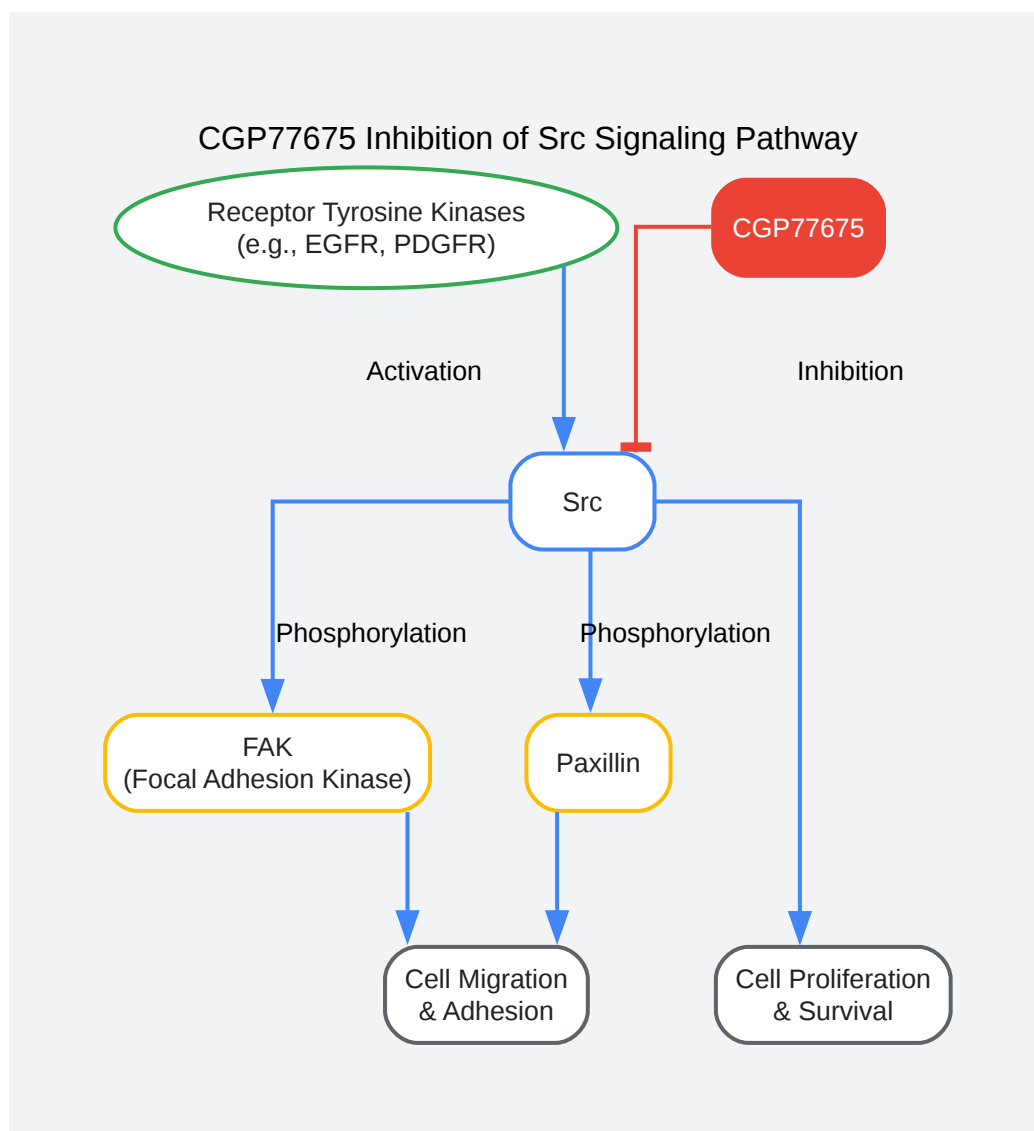 CGP77675 Inhibition of Src Signaling Pathway
Receptor Tyrosine Kinases
(e.g., EGFR, PDGFR)
CGP77675
Activation
Inhibition
Src
Phosphorylation
Phosphorylation
FAK
(Focal Adhesion Kinase)
Paxillin
Cell Migration
& Adhesion
Cell Proliferation
& Survival